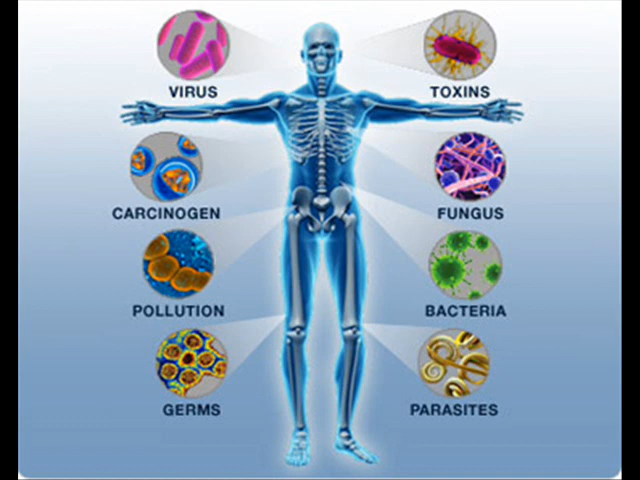 VIRUS
TOXINS
CARCINOGEN
FUNGUS
POLLUTION
BACTERIA
GERMS
PARASITES